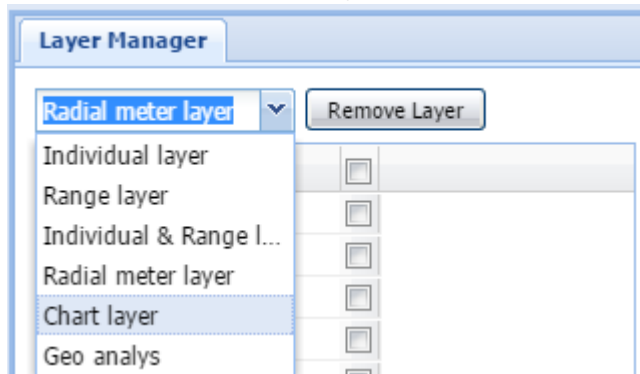 Layer Manager
Radial meter layer Remove Layer
Individual layer
Range layer
Individual & Range l...
Radial meter layer
Chart layer
Geo analys